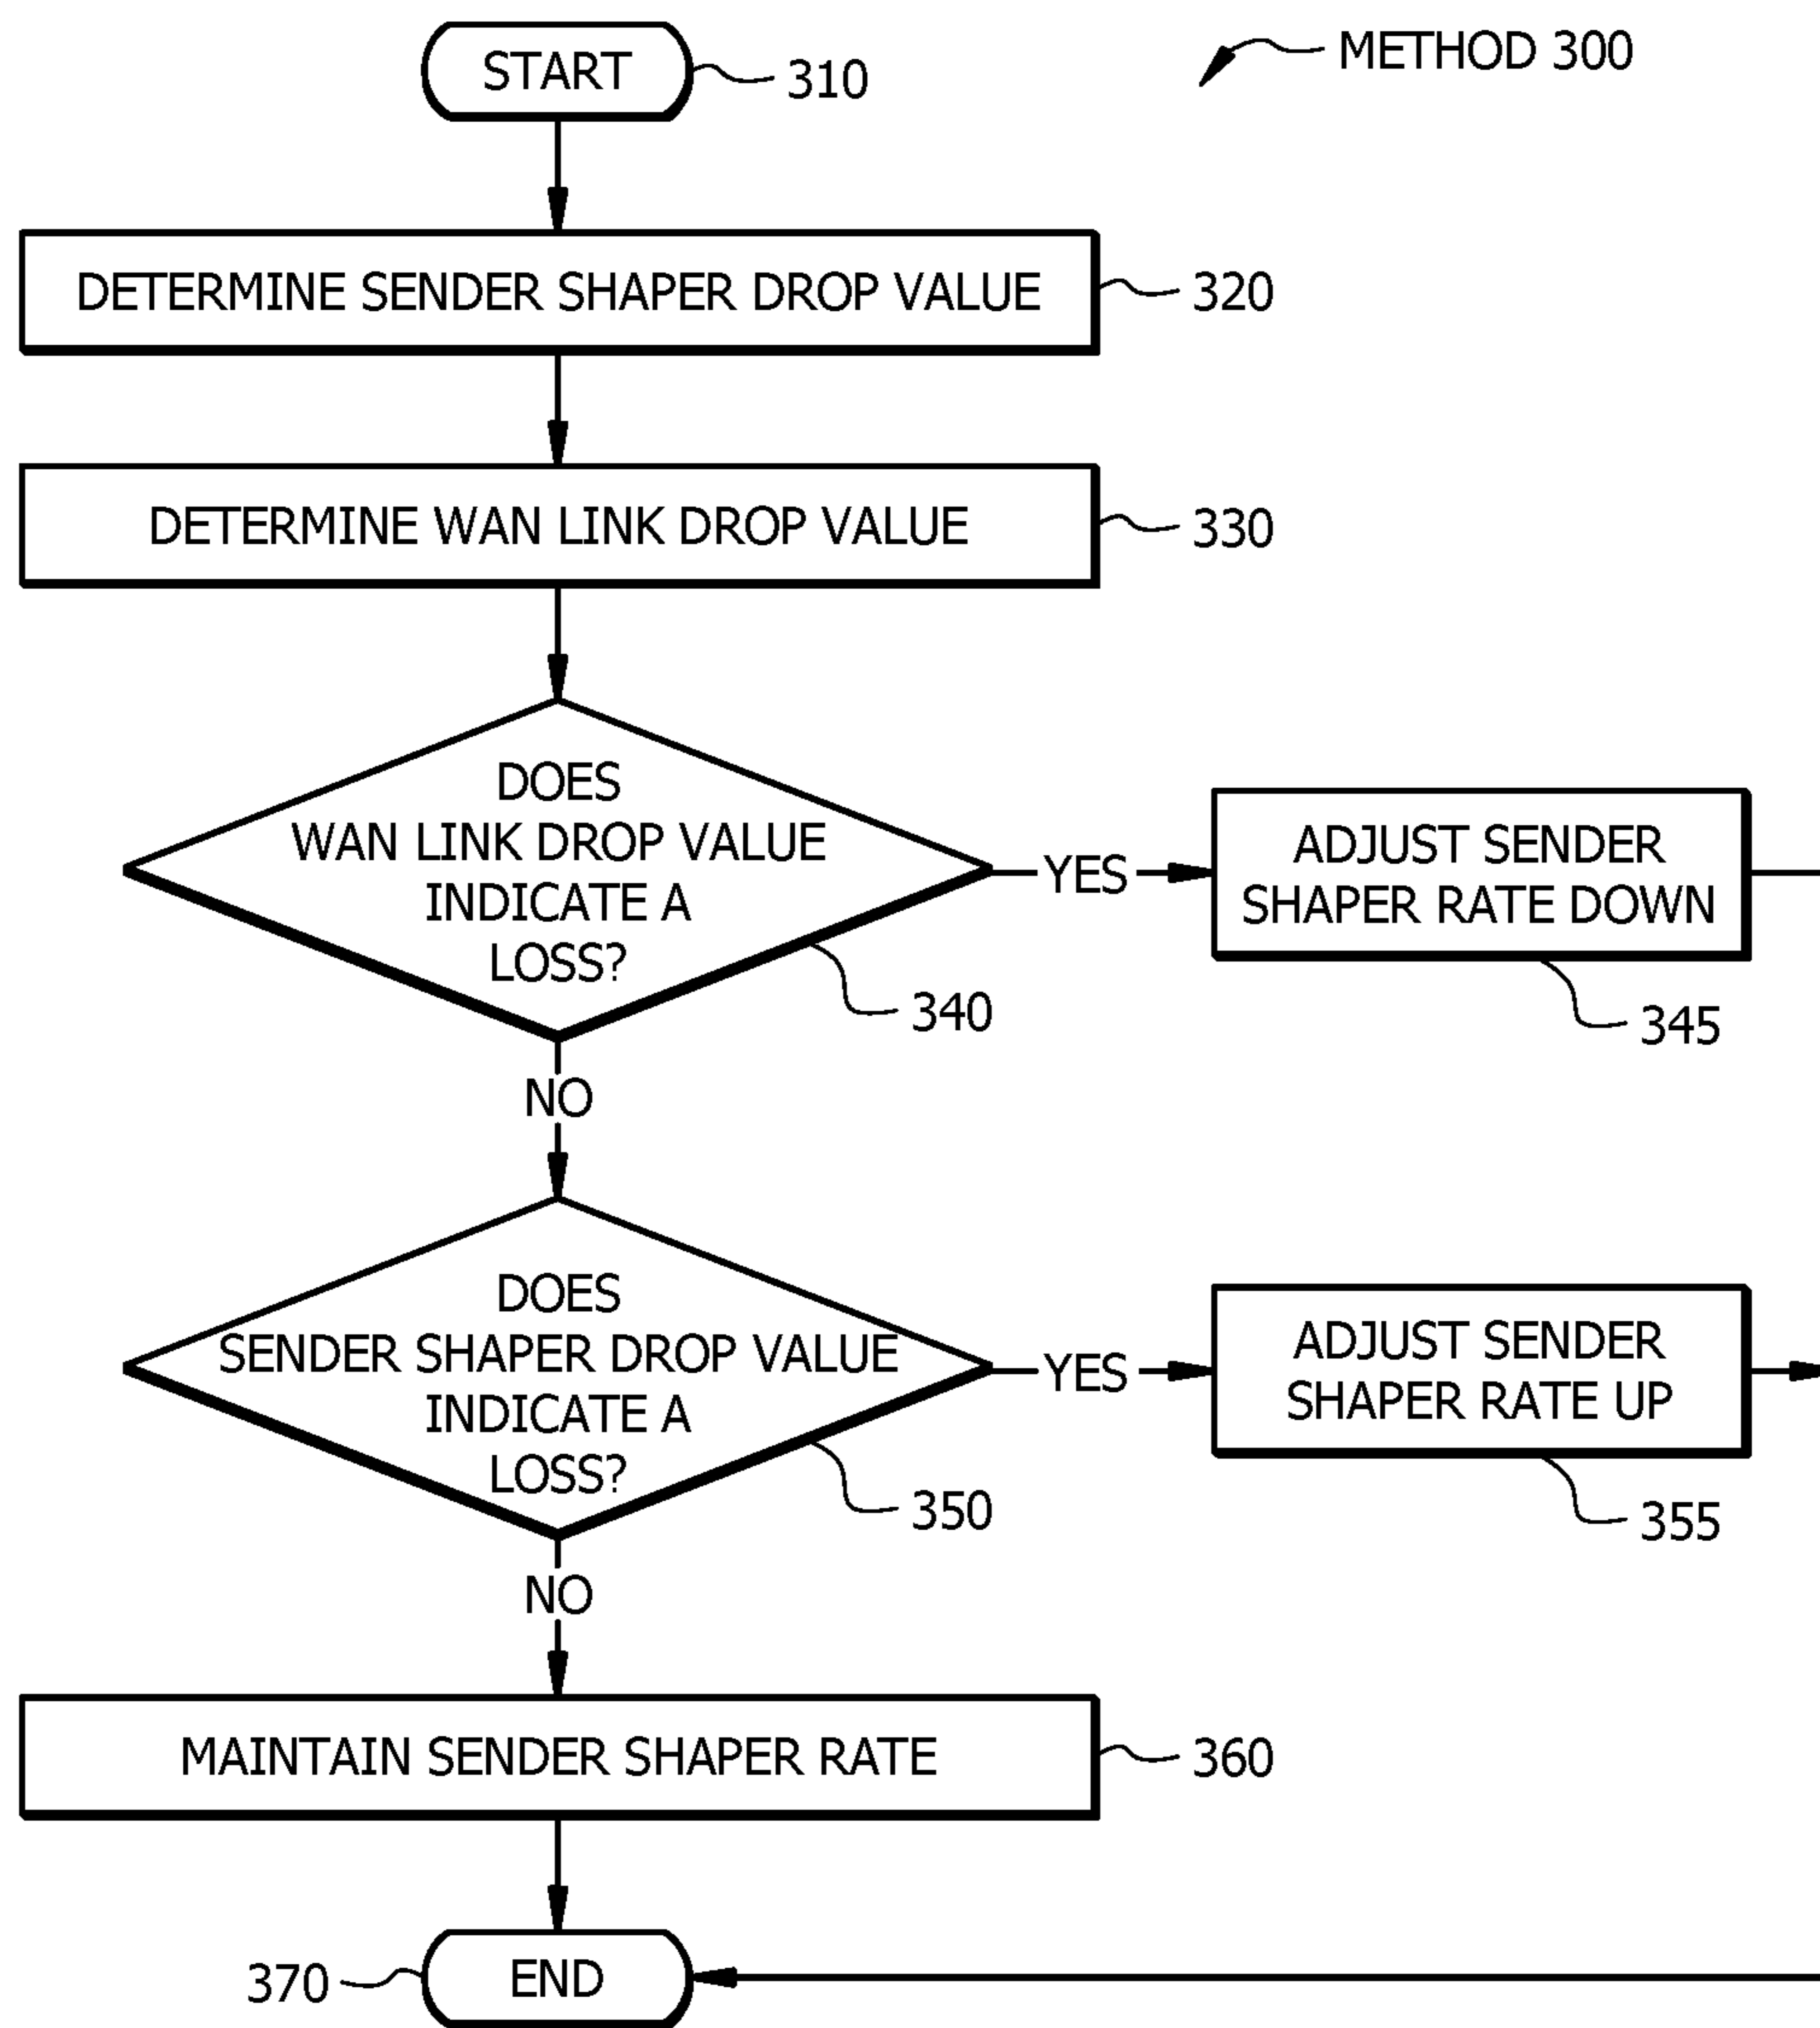 START
310
METHOD 300
DETERMINE SENDER SHAPER DROP VALUE
320
DETERMINE WAN LINK DROP VALUE
330
DOES
WAN LINK DROP VALUE
INDICATE A
LOSS?
340
YES
ADJUST SENDER
SHAPER RATE DOWN
345
NO
DOES
SENDER SHAPER DROP VALUE
INDICATE A
LOSS?
350
YES
ADJUST SENDER
SHAPER RATE UP
355
NO
MAINTAIN SENDER SHAPER RATE
360
370
END